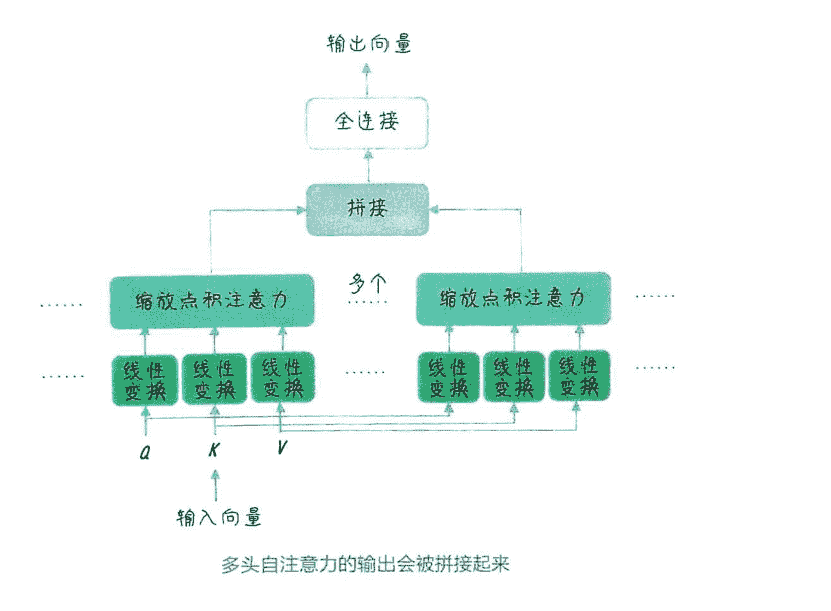 输出向量
全连接
拼接
多个
…… 缩放点积注意力 …… 缩放点积注意力 ……
…… 线性变换 线性变换 线性变换 …… 线性变换 线性变换 线性变换 ……
Q K V
输入向量
多头自注意力的输出会被拼接起来